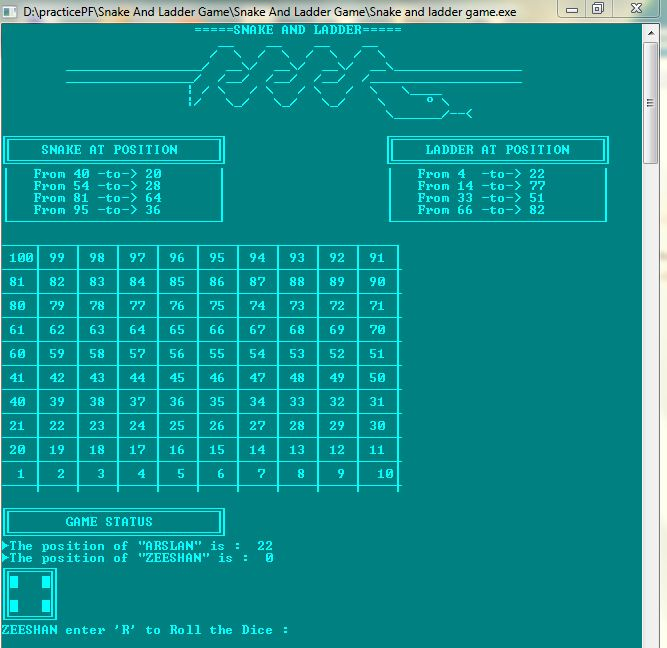 D:\practicePF\Snake And Ladder Game\Snake And Ladder Game\Snake and ladder game.exe
=====SNAKE AND LADDER=====
SNAKE AT POSITION
From 40 -to-> 20
From 54 -to-> 28
From 81 -to-> 64
From 95 -to-> 36
LADDER AT POSITION
From 4 -to-> 22
From 14 -to-> 77
From 33 -to-> 51
From 66 -to-> 82
100 99 98 97 96 95 94 93 92 91
81 82 83 84 85 86 87 88 89 90
80 79 78 77 76 75 74 73 72 71
61 62 63 64 65 66 67 68 69 70
60 59 58 57 56 55 54 53 52 51
41 42 43 44 45 46 47 48 49 50
40 39 38 37 36 35 34 33 32 31
21 22 23 24 25 26 27 28 29 30
20 19 18 17 16 15 14 13 12 11
1 2 3 4 5 6 7 8 9 10
GAME STATUS
►The position of "ARSLAN" is : 22
►The position of "ZEESHAN" is : 0
ZEESHAN enter 'R' to Roll the Dice :